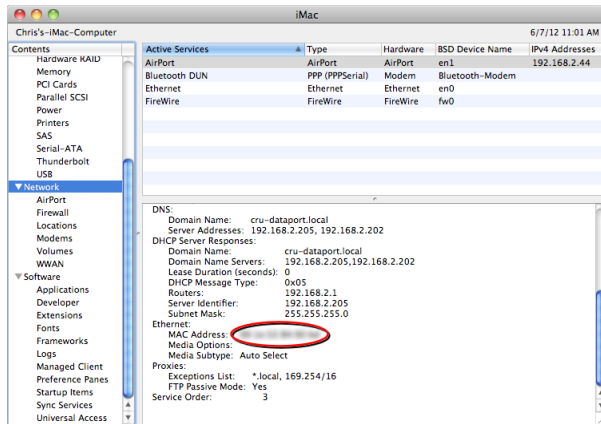 iMac
Chris's-iMac-Computer 6/7/12 11:01 AM
Contents
Hardware RAID
Memory
PCI Cards
Parallel SCSI
Power
Printers
SAS
Serial-ATA
Thunderbolt
USB
Network
AirPort
Firewall
Locations
Modems
Volumes
WWAN
Software
Applications
Developer
Extensions
Fonts
Frameworks
Logs
Managed Client
Preference Panes
Startup Items
Sync Services
Universal Access
Active Services Type Hardware BSD Device Name IPv4 Addresses
AirPort AirPort AirPort en1 192.168.2.44
Bluetooth DUN PPP (PPPSerial) Modem Bluetooth-Modem
Ethernet Ethernet Ethernet en0
FireWire FireWire FireWire fw0
DNS:
Domain Name: cru-dataport.local
Server Addresses: 192.168.2.205, 192.168.2.202
DHCP Server Responses:
Domain Name: cru-dataport.local
Domain Name Servers: 192.168.2.205,192.168.2.202
Lease Duration (seconds): 0
DHCP Message Type: 0x05
Routers: 192.168.2.1
Server Identifier: 192.168.2.205
Subnet Mask: 255.255.255.0
Ethernet:
MAC Address:
Media Options:
Media Subtype: Auto Select
Proxies:
Exceptions List: *.local, 169.254/16
FTP Passive Mode: Yes
Service Order: 3